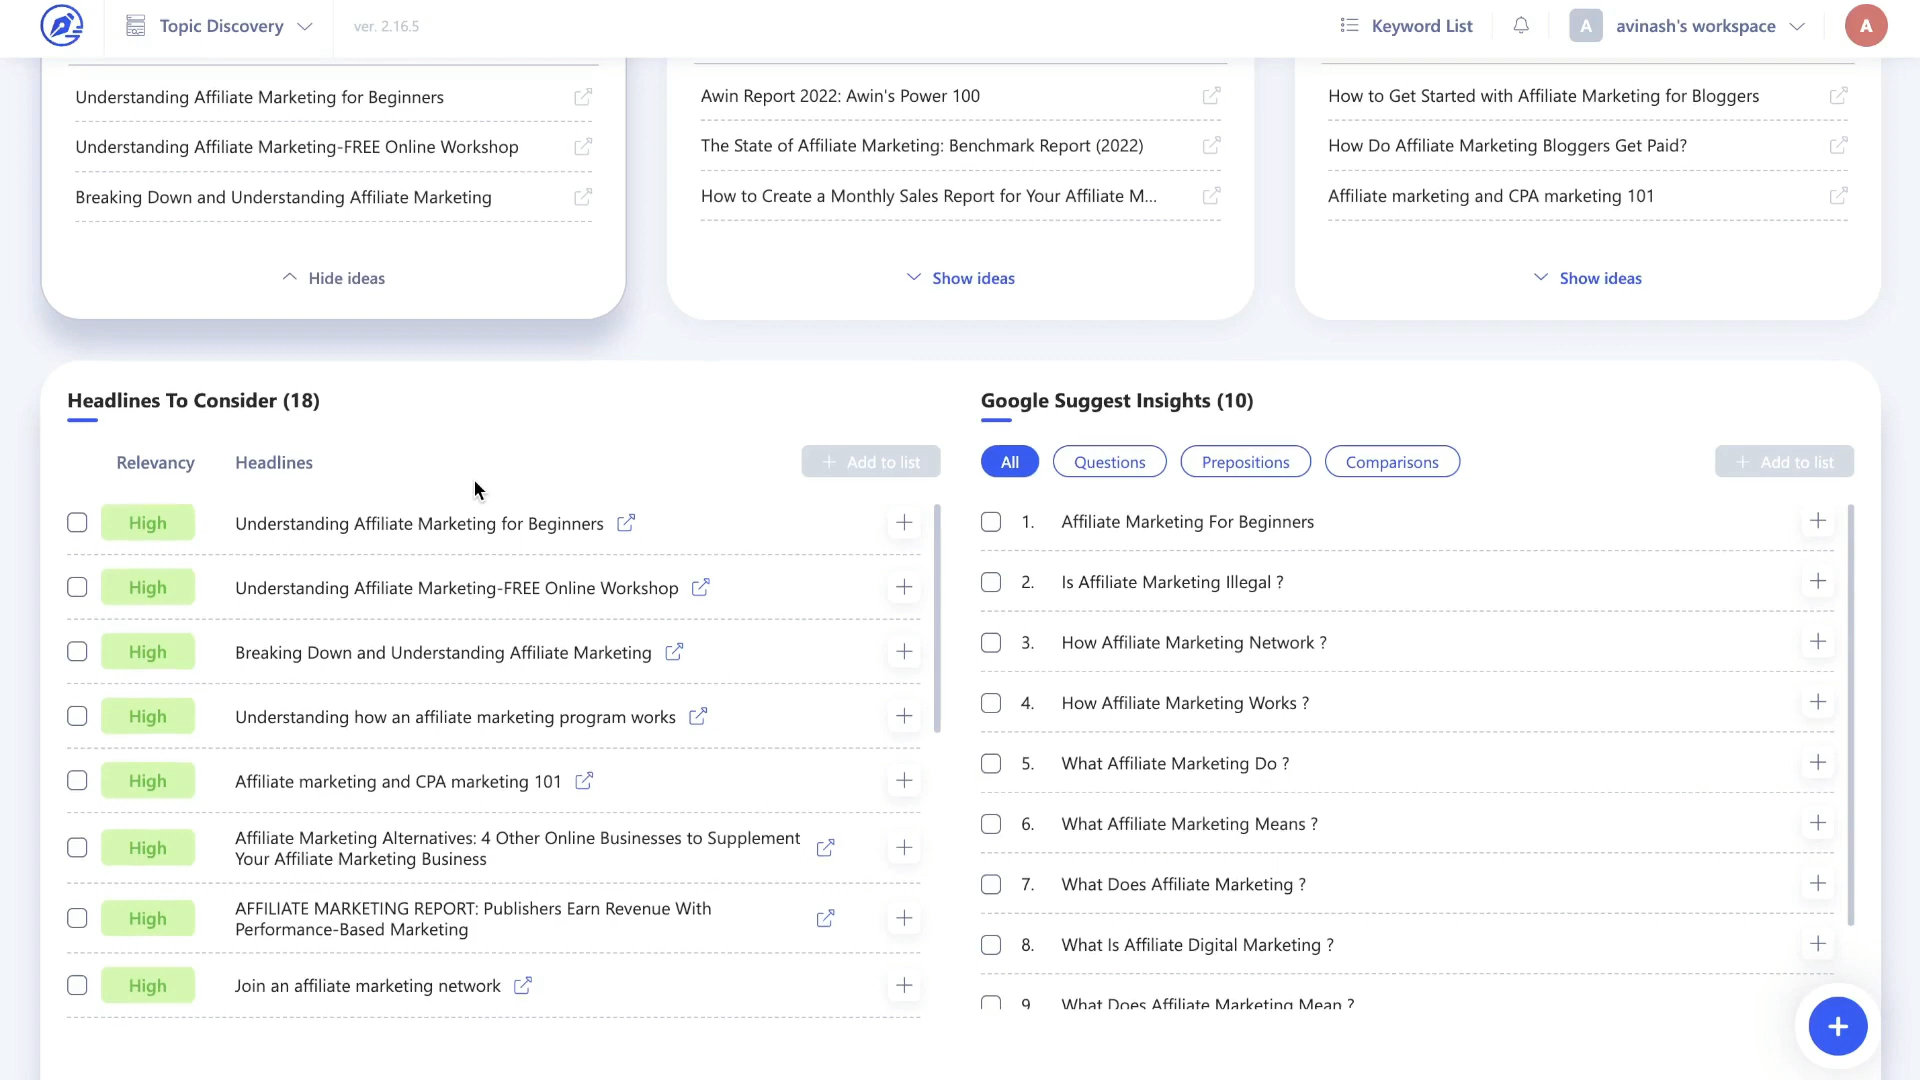 Topic Discovery
ver. 2.16.5
Keyword List
A
avinash's workspace
A
Understanding Affiliate Marketing for Beginners
Understanding Affiliate Marketing-FREE Online Workshop
Breaking Down and Understanding Affiliate Marketing
Hide ideas
Awin Report 2022: Awin's Power 100
The State of Affiliate Marketing: Benchmark Report (2022)
How to Create a Monthly Sales Report for Your Affiliate M...
Show ideas
How to Get Started with Affiliate Marketing for Bloggers
How Do Affiliate Marketing Bloggers Get Paid?
Affiliate marketing and CPA marketing 101
Show ideas
Headlines To Consider (18)
Relevancy Headlines
+ Add to list
High Understanding Affiliate Marketing for Beginners
High Understanding Affiliate Marketing-FREE Online Workshop
High Breaking Down and Understanding Affiliate Marketing
High Understanding how an affiliate marketing program works
High Affiliate marketing and CPA marketing 101
High Affiliate Marketing Alternatives: 4 Other Online Businesses to Supplement
Your Affiliate Marketing Business
High AFFILIATE MARKETING REPORT: Publishers Earn Revenue With
Performance-Based Marketing
High Join an affiliate marketing network
Google Suggest Insights (10)
All Questions Prepositions Comparisons
+ Add to list
1. Affiliate Marketing For Beginners
2. Is Affiliate Marketing Illegal ?
3. How Affiliate Marketing Network ?
4. How Affiliate Marketing Works ?
5. What Affiliate Marketing Do ?
6. What Affiliate Marketing Means ?
7. What Does Affiliate Marketing ?
8. What Is Affiliate Digital Marketing ?
9. What Does Affiliate Marketing Mean ?